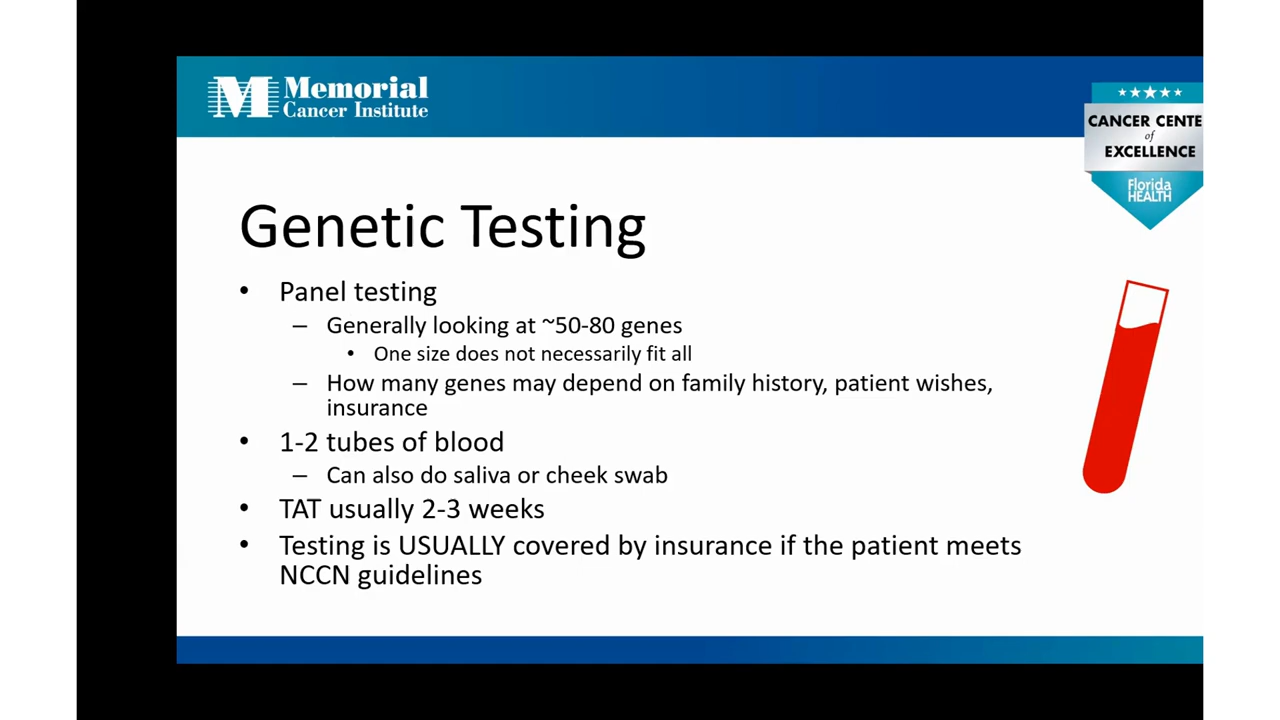 Memorial
Cancer Institute
CANCER CENTE
of
EXCELLENCE
Florida
HEALTH
Genetic Testing
• Panel testing
– Generally looking at ~50-80 genes
• One size does not necessarily fit all
– How many genes may depend on family history, patient wishes,
insurance
• 1-2 tubes of blood
– Can also do saliva or cheek swab
• TAT usually 2-3 weeks
• Testing is USUALLY covered by insurance if the patient meets
NCCN guidelines